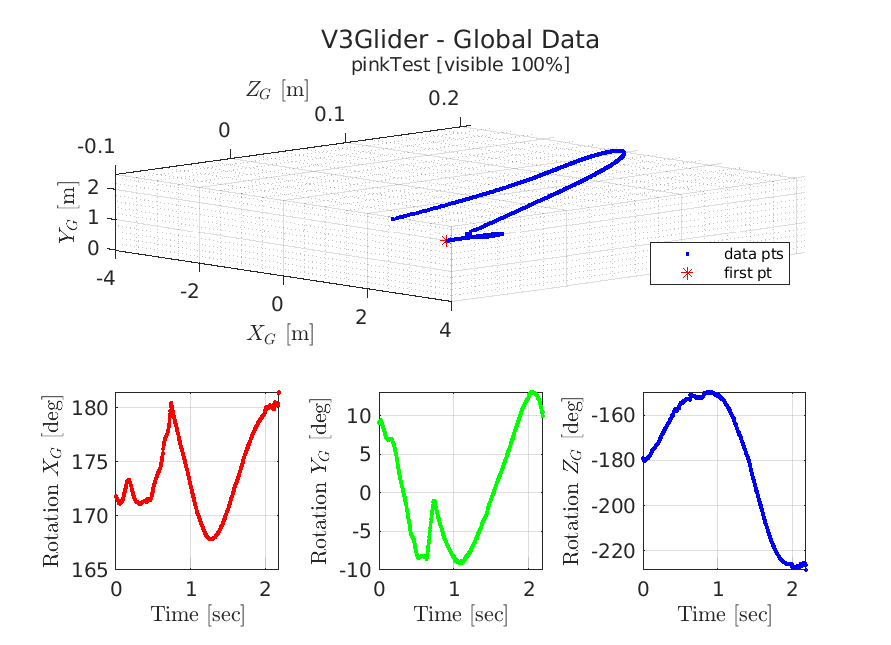 V3Glider - Global Data
pinkTest [visible 100%]
Z_G [m]
-0.1 0 0.1 0.2
Y_G [m]
2
1
0
-4 -2 0 2 4
X_G [m]
data pts
first pt
Rotation X_G [deg]
180
175
170
165
0 1 2
Time [sec]
Rotation Y_G [deg]
10
5
0
-5
-10
0 1 2
Time [sec]
Rotation Z_G [deg]
-160
-180
-200
-220
0 1 2
Time [sec]